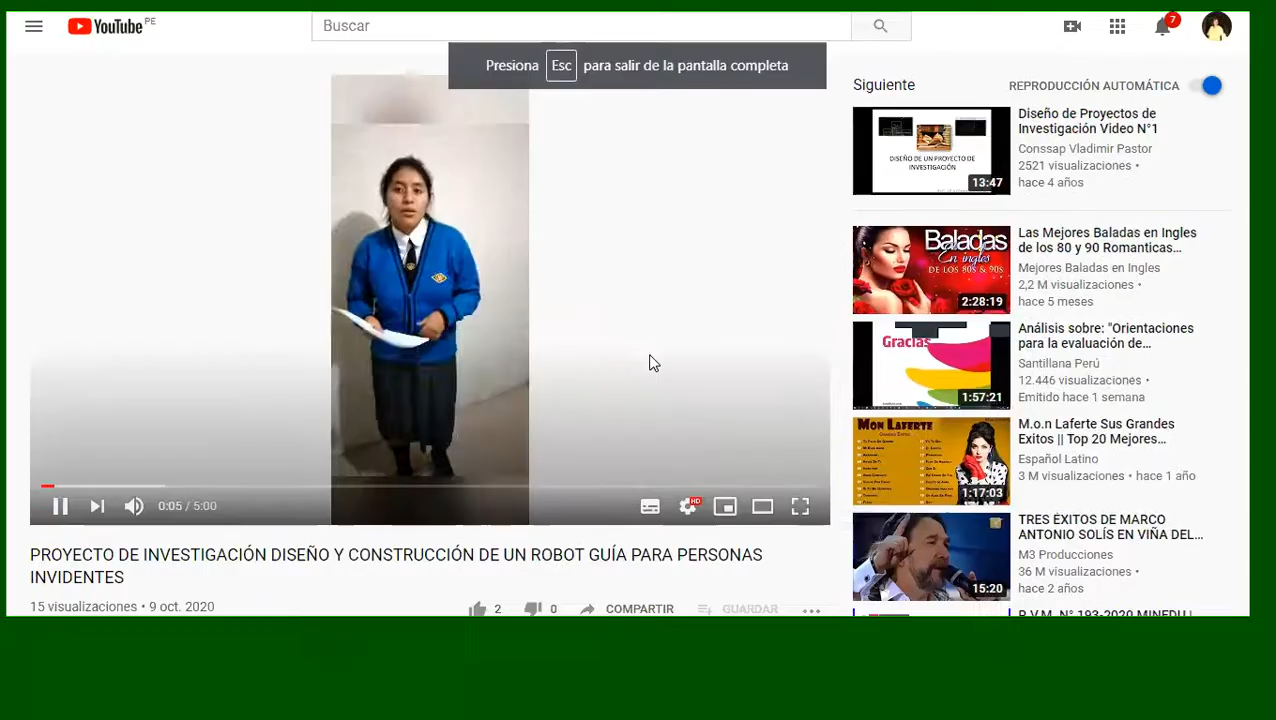 YouTube PE
Buscar
7
Presiona Esc para salir de la pantalla completa
Siguiente
REPRODUCCIÓN AUTOMÁTICA
DISEÑO DE UN PROYECTO DE
INVESTIGACIÓN
13:47
Diseño de Proyectos de
Investigación Video N°1
Conssap Vladimir Pastor
2521 visualizaciones •
hace 4 años
Baladas
En ingles
DE LOS 80S & 90S
2:28:19
Las Mejores Baladas en Ingles
de los 80 y 90 Romanticas...
Mejores Baladas en Ingles
2,2 M visualizaciones •
hace 5 meses
Gracias
1:57:21
Análisis sobre: "Orientaciones
para la evaluación de...
Santillana Perú
12.446 visualizaciones •
Emitido hace 1 semana
MON LAFERTE
1:17:03
M.o.n Laferte Sus Grandes
Exitos || Top 20 Mejores...
Español Latino
3 M visualizaciones • hace 1 año
15:20
TRES ÉXITOS DE MARCO
ANTONIO SOLÍS EN VIÑA DEL...
M3 Producciones
36 M visualizaciones •
hace 2 años
R.V.M. N° 193-2020 MINEDU |
0:05 / 5:00
HD
PROYECTO DE INVESTIGACIÓN DISEÑO Y CONSTRUCCIÓN DE UN ROBOT GUÍA PARA PERSONAS
INVIDENTES
15 visualizaciones • 9 oct. 2020
2
0
COMPARTIR
GUARDAR